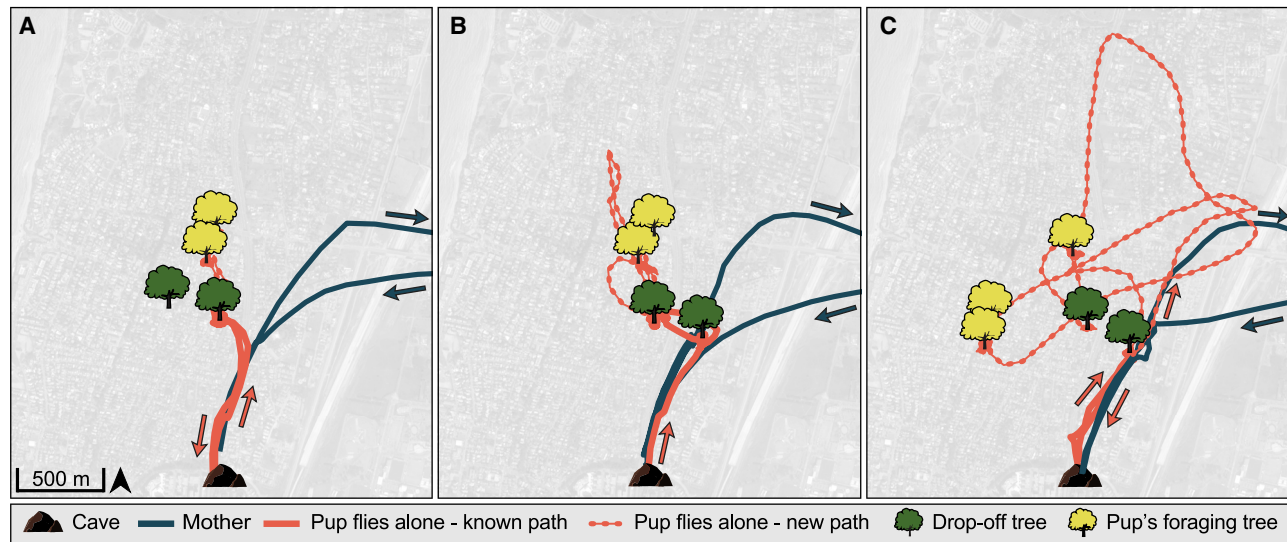 A
B
C
500 m
Cave
Mother
Pup flies alone - known path
Pup flies alone - new path
Drop-off tree
Pup's foraging tree